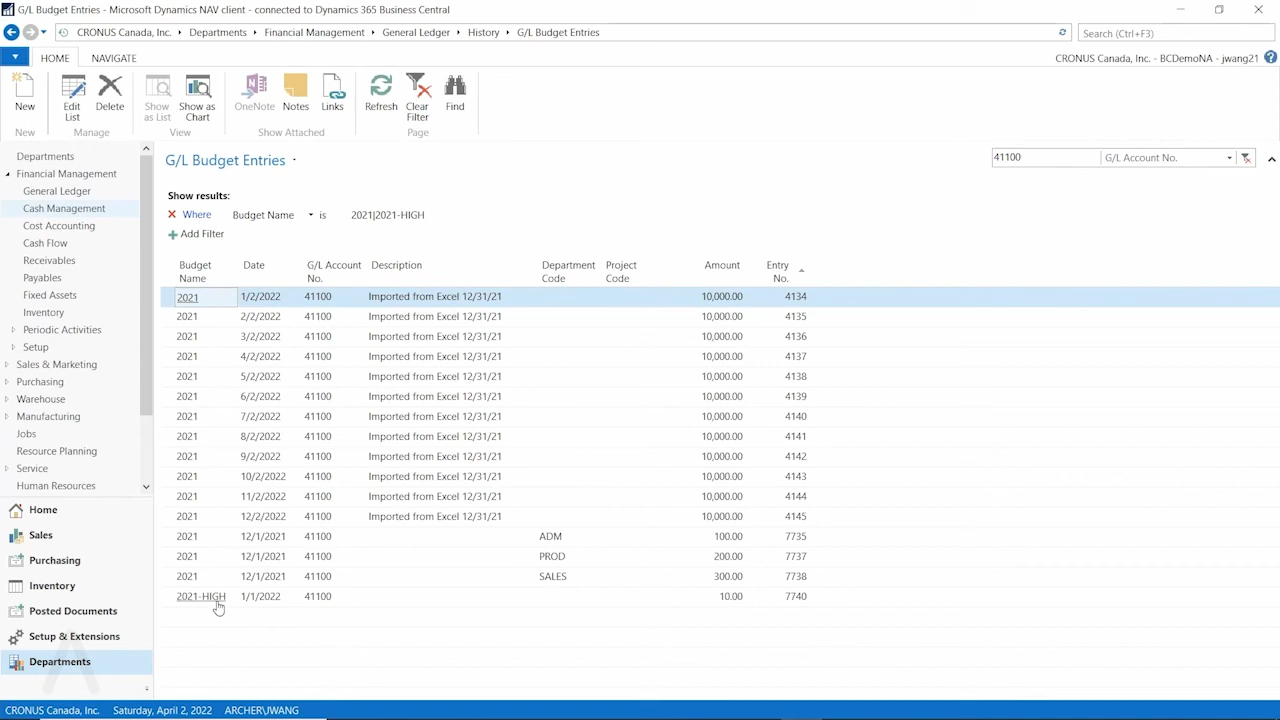 G/L Budget Entries - Microsoft Dynamics NAV client - connected to Dynamics 365 Business Central
CRONUS Canada, Inc. Departments Financial Management General Ledger History G/L Budget Entries
Search (Ctrl+F3)
HOME NAVIGATE
CRONUS Canada, Inc. - BCDemoNA - jwang21
New
Edit List
Delete
Show as List
Show as Chart
OneNote
Notes
Links
Refresh
Clear Filter
Find
New Manage View Show Attached Page
Departments
Financial Management
General Ledger
Cash Management
Cost Accounting
Cash Flow
Receivables
Payables
Fixed Assets
Inventory
Periodic Activities
Setup
Sales & Marketing
Purchasing
Warehouse
Manufacturing
Jobs
Resource Planning
Service
Human Resources
Home
Sales
Purchasing
Inventory
Posted Documents
Setup & Extensions
Departments
G/L Budget Entries
41100 G/L Account No.
Show results:
Where Budget Name is 2021|2021-HIGH
Add Filter
Budget Name Date G/L Account No. Description Department Code Project Code Amount Entry No.
2021 1/2/2022 41100 Imported from Excel 12/31/21 10,000.00 4134
2021 2/2/2022 41100 Imported from Excel 12/31/21 10,000.00 4135
2021 3/2/2022 41100 Imported from Excel 12/31/21 10,000.00 4136
2021 4/2/2022 41100 Imported from Excel 12/31/21 10,000.00 4137
2021 5/2/2022 41100 Imported from Excel 12/31/21 10,000.00 4138
2021 6/2/2022 41100 Imported from Excel 12/31/21 10,000.00 4139
2021 7/2/2022 41100 Imported from Excel 12/31/21 10,000.00 4140
2021 8/2/2022 41100 Imported from Excel 12/31/21 10,000.00 4141
2021 9/2/2022 41100 Imported from Excel 12/31/21 10,000.00 4142
2021 10/2/2022 41100 Imported from Excel 12/31/21 10,000.00 4143
2021 11/2/2022 41100 Imported from Excel 12/31/21 10,000.00 4144
2021 12/2/2022 41100 Imported from Excel 12/31/21 10,000.00 4145
2021 12/1/2021 41100 ADM 100.00 7735
2021 12/1/2021 41100 PROD 200.00 7737
2021 12/1/2021 41100 SALES 300.00 7738
2021-HIGH 1/1/2022 41100 10.00 7740
CRONUS Canada, Inc. Saturday, April 2, 2022 ARCHER\JWANG